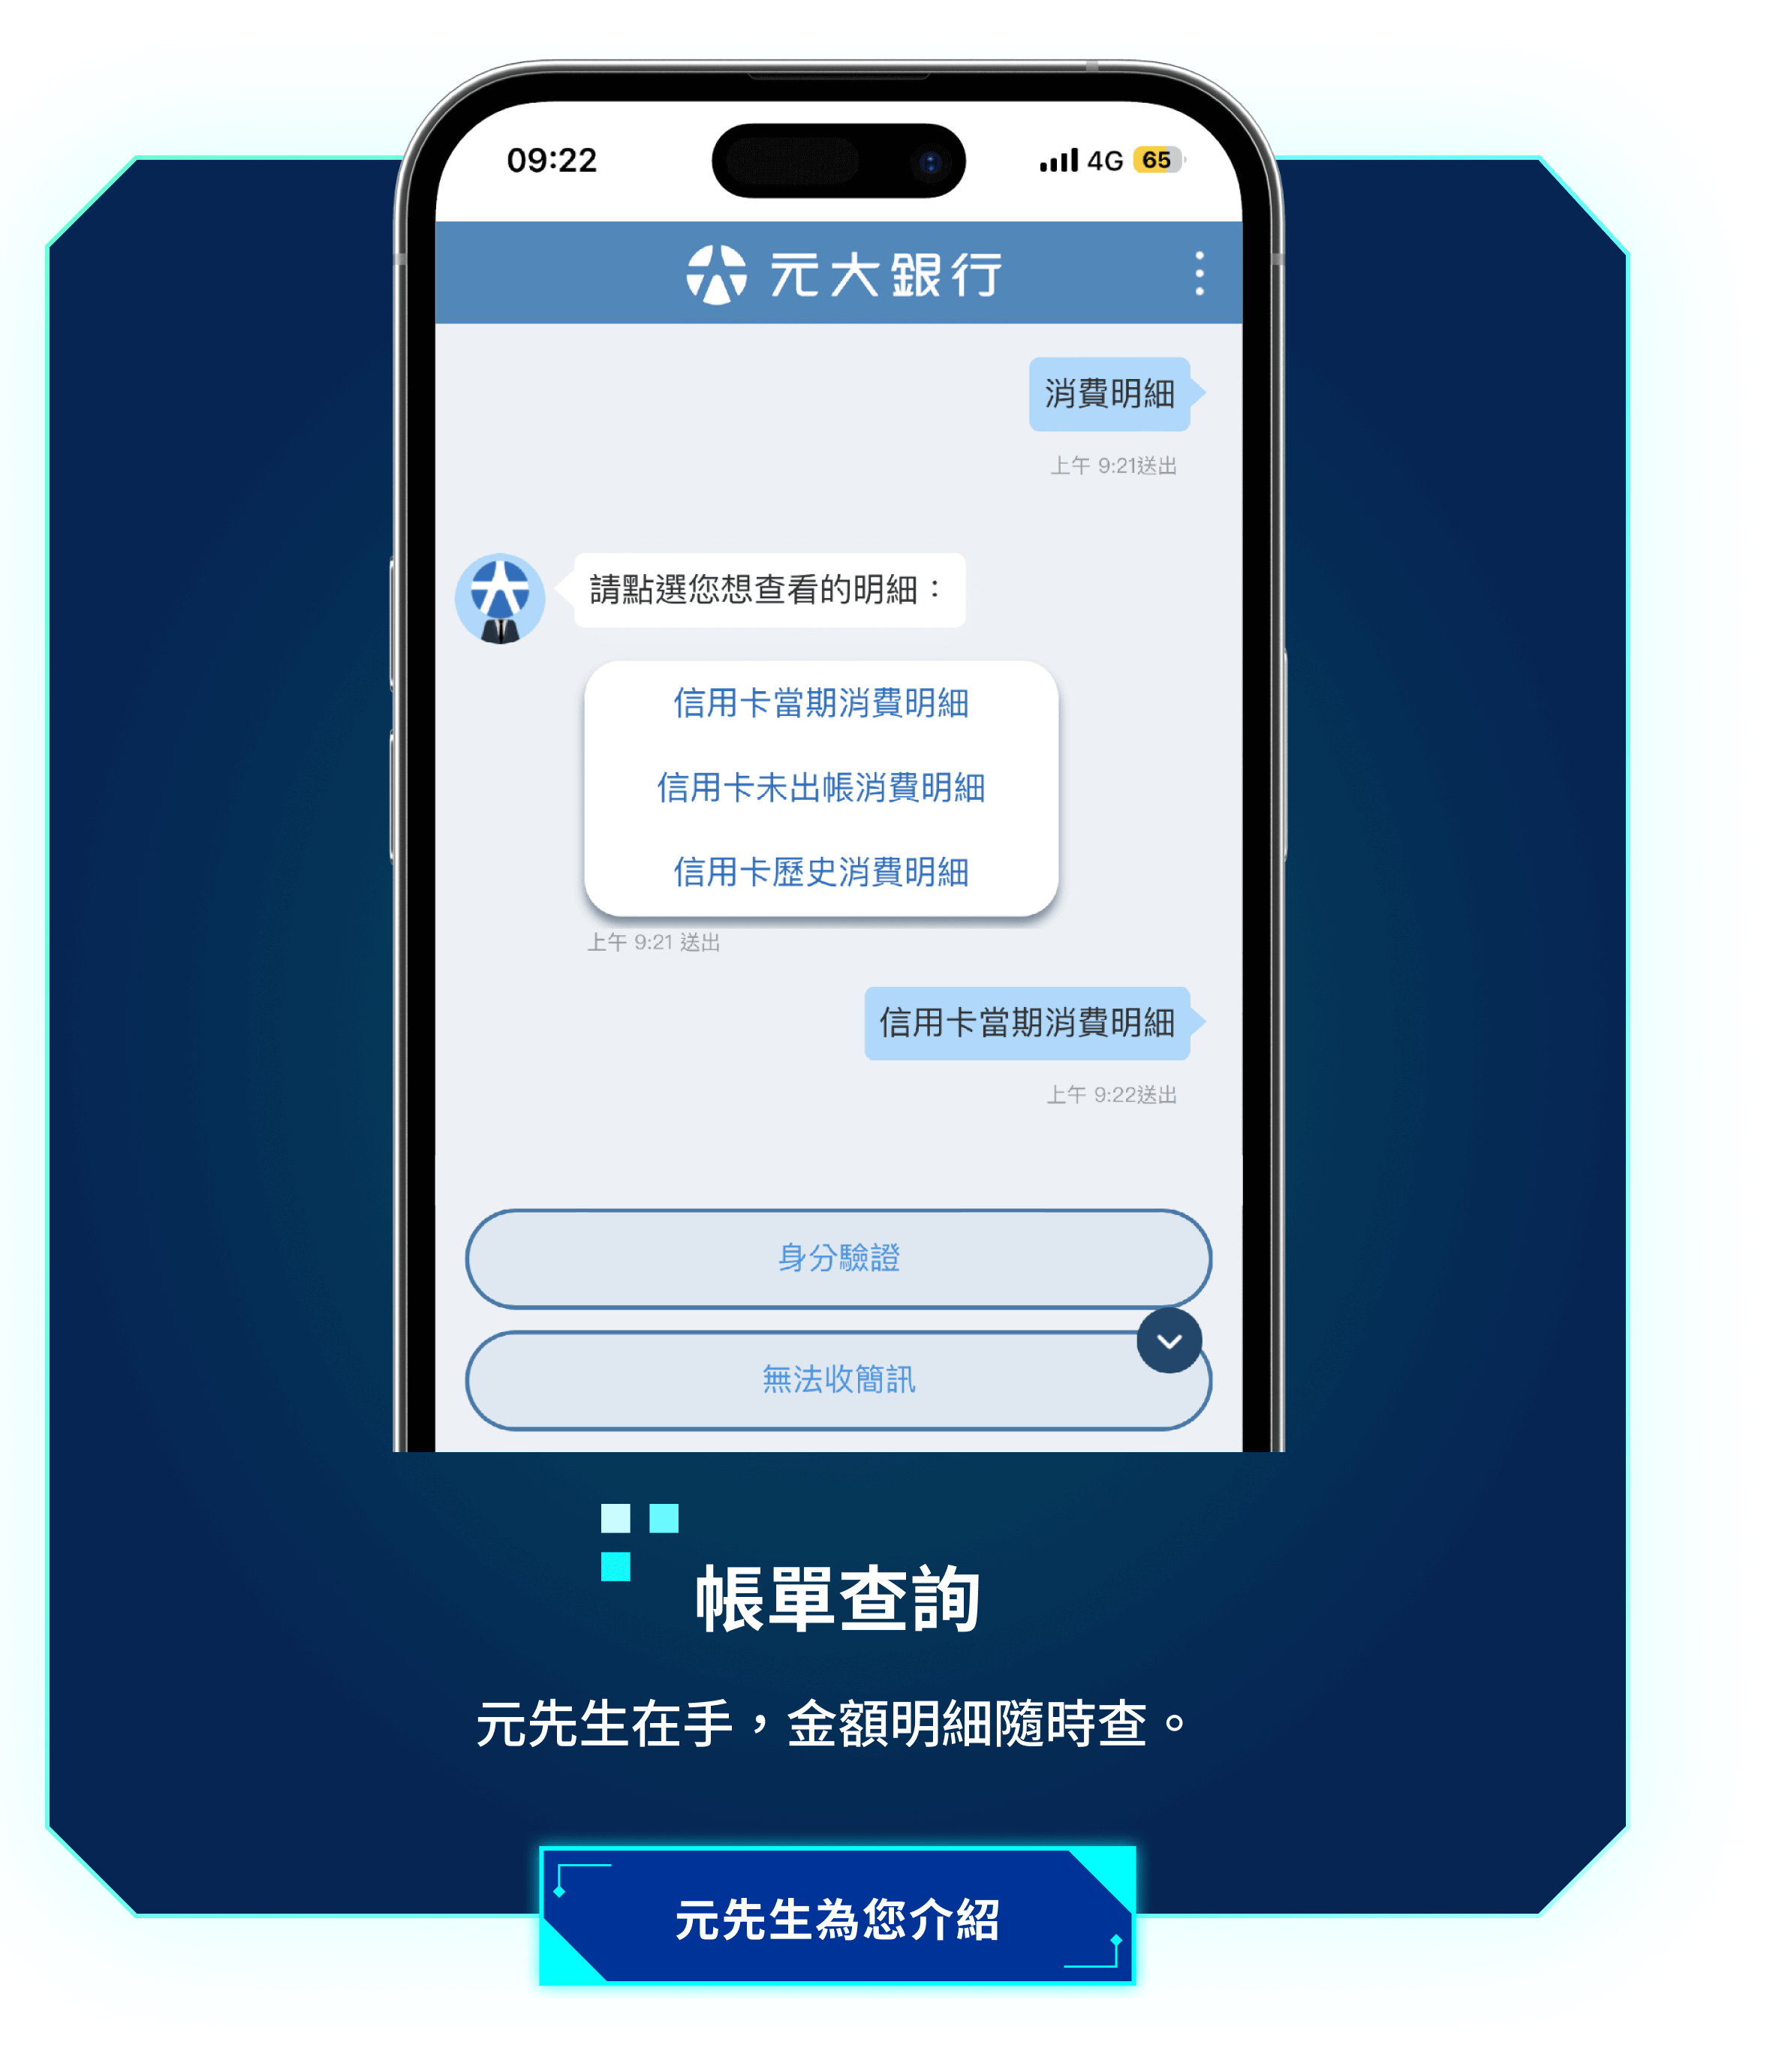 09:22
4G 65
元大銀行
消費明細
上午 9:21送出
請點選您想查看的明細：
信用卡當期消費明細
信用卡未出帳消費明細
信用卡歷史消費明細
上午 9:21 送出
信用卡當期消費明細
上午 9:22送出
身分驗證
無法收簡訊
帳單查詢
元先生在手，金額明細隨時查。
元先生為您介紹